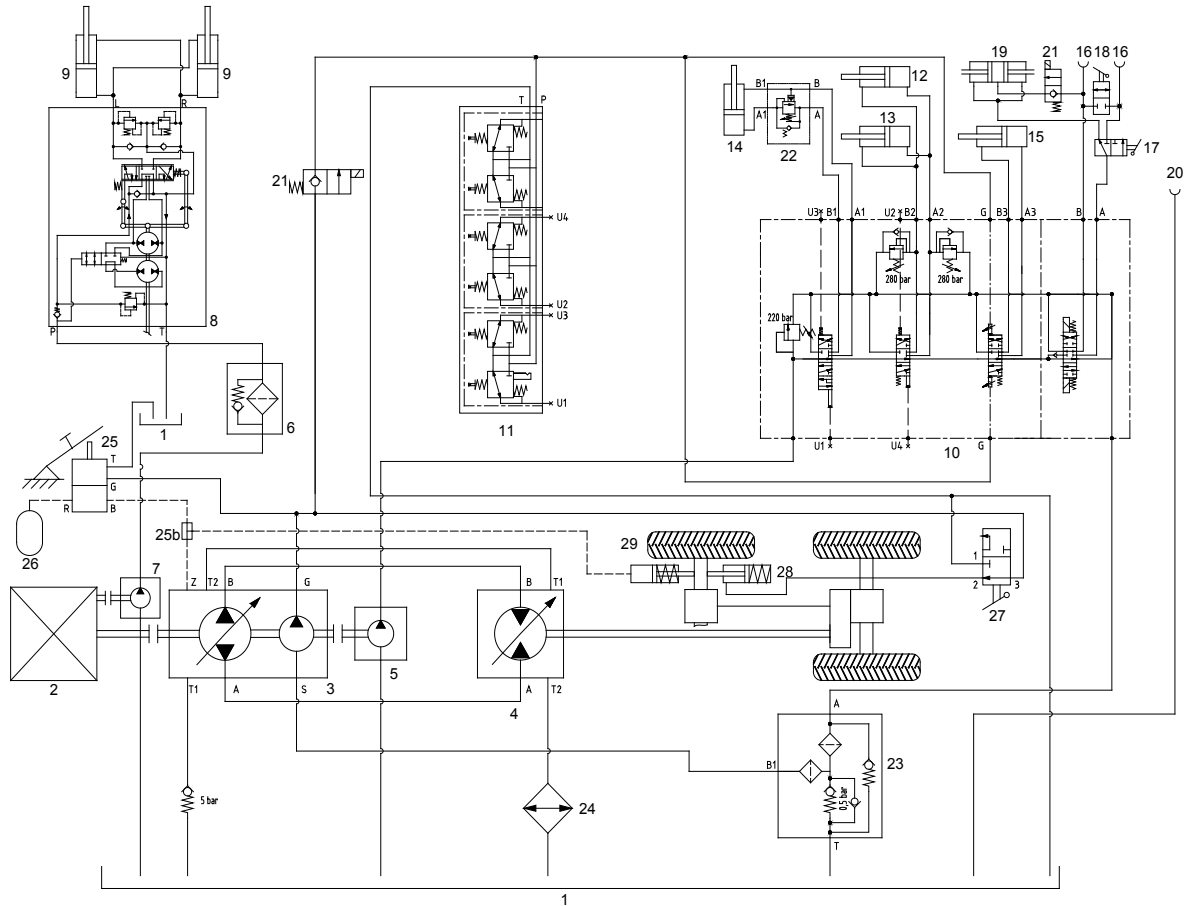 19 21 16 18 16
9 9
12
13
15
14
22
17
20
B1 B
A1 A
T P
L R
21
U4
U2
U3
U1
11
U3 B1 A1 U2 B2 A2 G B3 A3 B A
280 bar 280 bar
220 bar
U1 U4 10 G
8
P T
6
1
25
T
G
R B
26
25b
7
29
28
1
2 3
27
Z T2 B G
B T1
2
T1 A S 3
5
4
A T2
A
B1
23
5 bar
24
0,5 bar
T
1